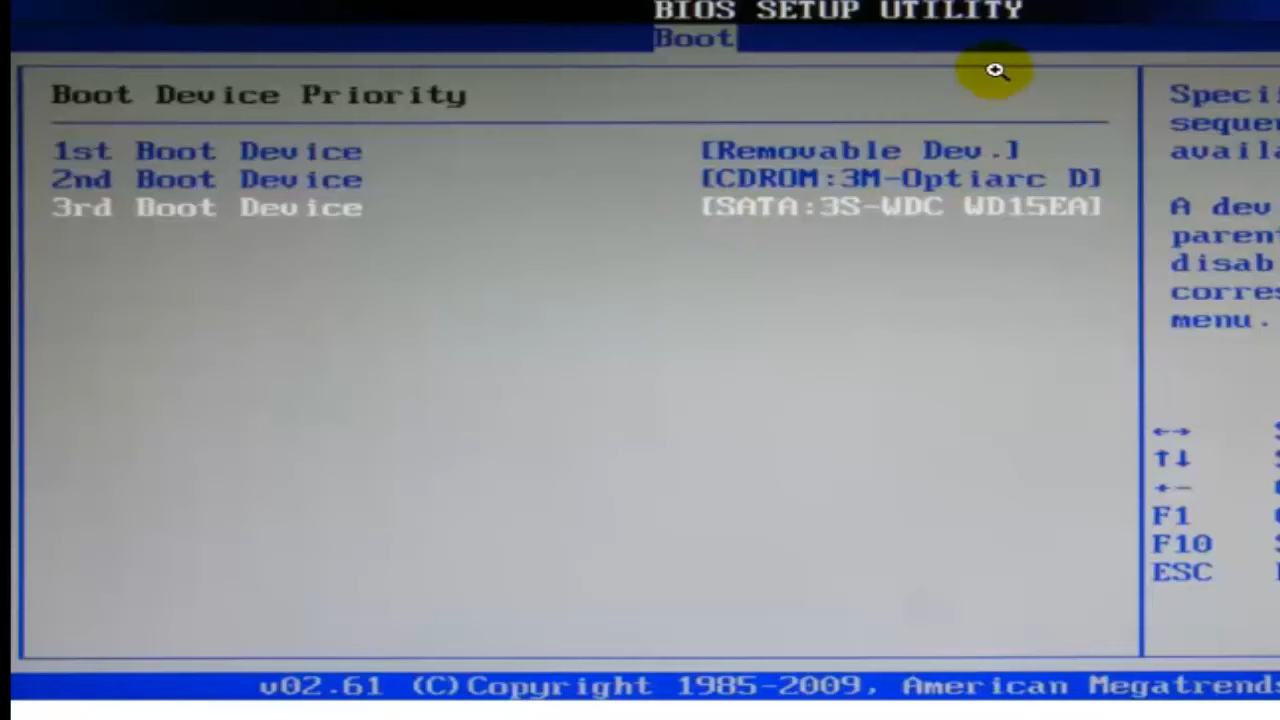 BIOS SETUP UTILITY
Boot
Boot Device Priority
1st Boot Device [Removable Dev.]
2nd Boot Device [CDROM:3M-Optiarc D]
3rd Boot Device [SATA:3S-WDC WD15EA]
Speci
seque
avail
A dev
paren
disab
corre
menu.
←→
↑↓
+-
F1
F10
ESC
v02.61 (C)Copyright 1985-2009, American Megatrend